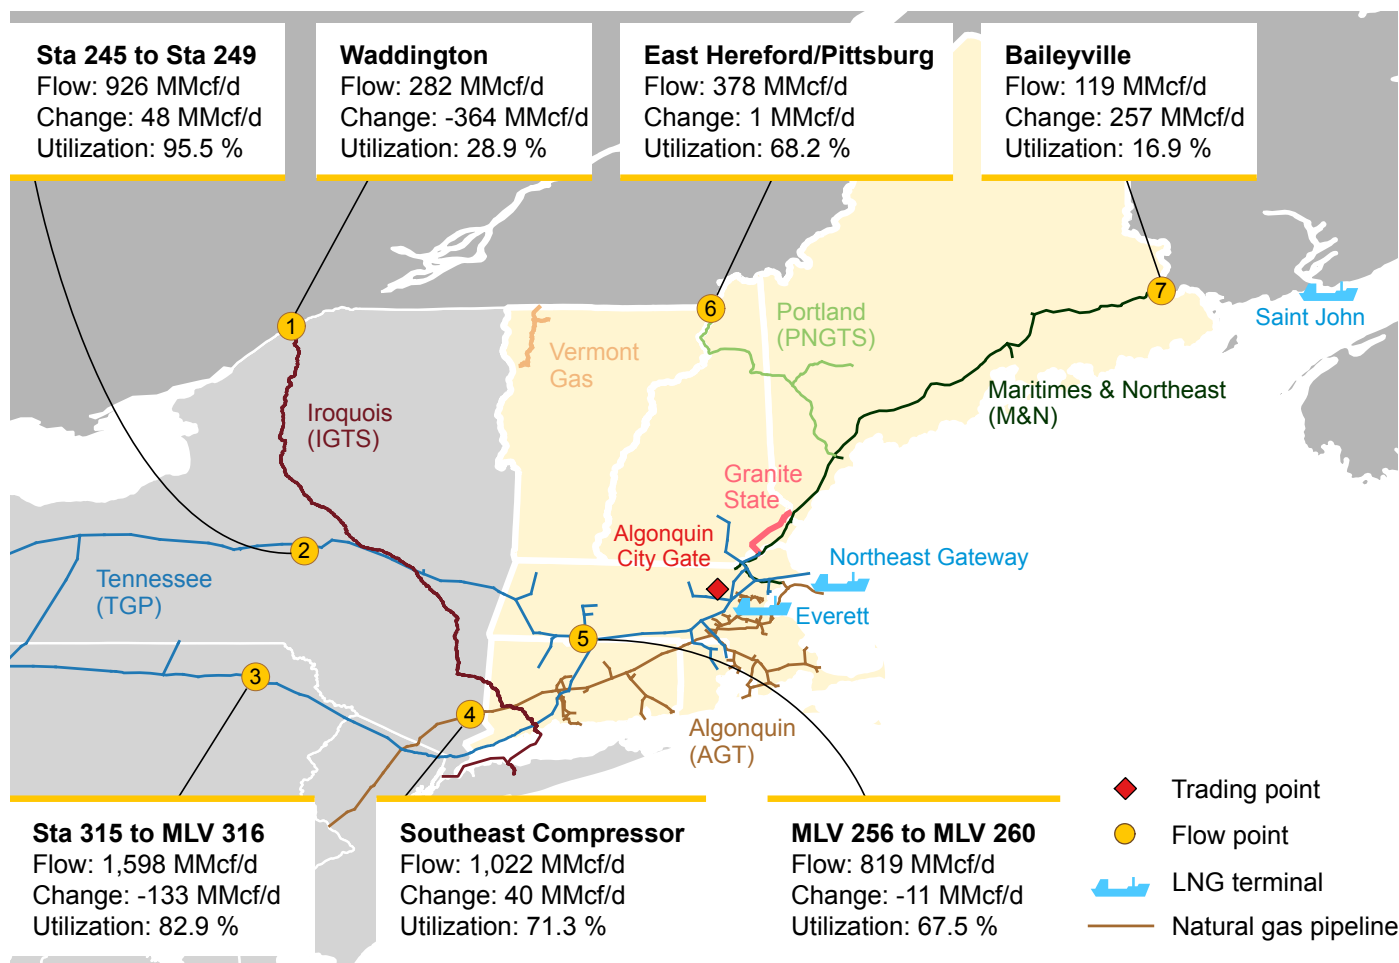 Sta 245 to Sta 249
Flow: 926 MMcf/d
Change: 48 MMcf/d
Utilization: 95.5 %
Waddington
Flow: 282 MMcf/d
Change: -364 MMcf/d
Utilization: 28.9 %
East Hereford/Pittsburg
Flow: 378 MMcf/d
Change: 1 MMcf/d
Utilization: 68.2 %
Baileyville
Flow: 119 MMcf/d
Change: 257 MMcf/d
Utilization: 16.9 %
7
6
1
Saint John
Portland
(PNGTS)
Vermont
Gas
Maritimes & Northeast
(M&N)
Iroquois
(IGTS)
Granite
State
Algonquin
City Gate
2
Northeast Gateway
Tennessee
(TGP)
Everett
5
3
4
Algonquin
(AGT)
Sta 315 to MLV 316
Flow: 1,598 MMcf/d
Change: -133 MMcf/d
Utilization: 82.9 %
Southeast Compressor
Flow: 1,022 MMcf/d
Change: 40 MMcf/d
Utilization: 71.3 %
MLV 256 to MLV 260
Flow: 819 MMcf/d
Change: -11 MMcf/d
Utilization: 67.5 %
Trading point
Flow point
LNG terminal
Natural gas pipeline